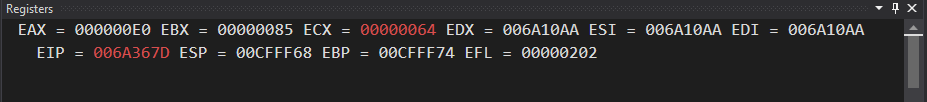 Registers
EAX = 000000E0 EBX = 00000085 ECX = 00000064 EDX = 006A10AA ESI = 006A10AA EDI = 006A10AA
EIP = 006A367D ESP = 00CFFF68 EBP = 00CFFF74 EFL = 00000202